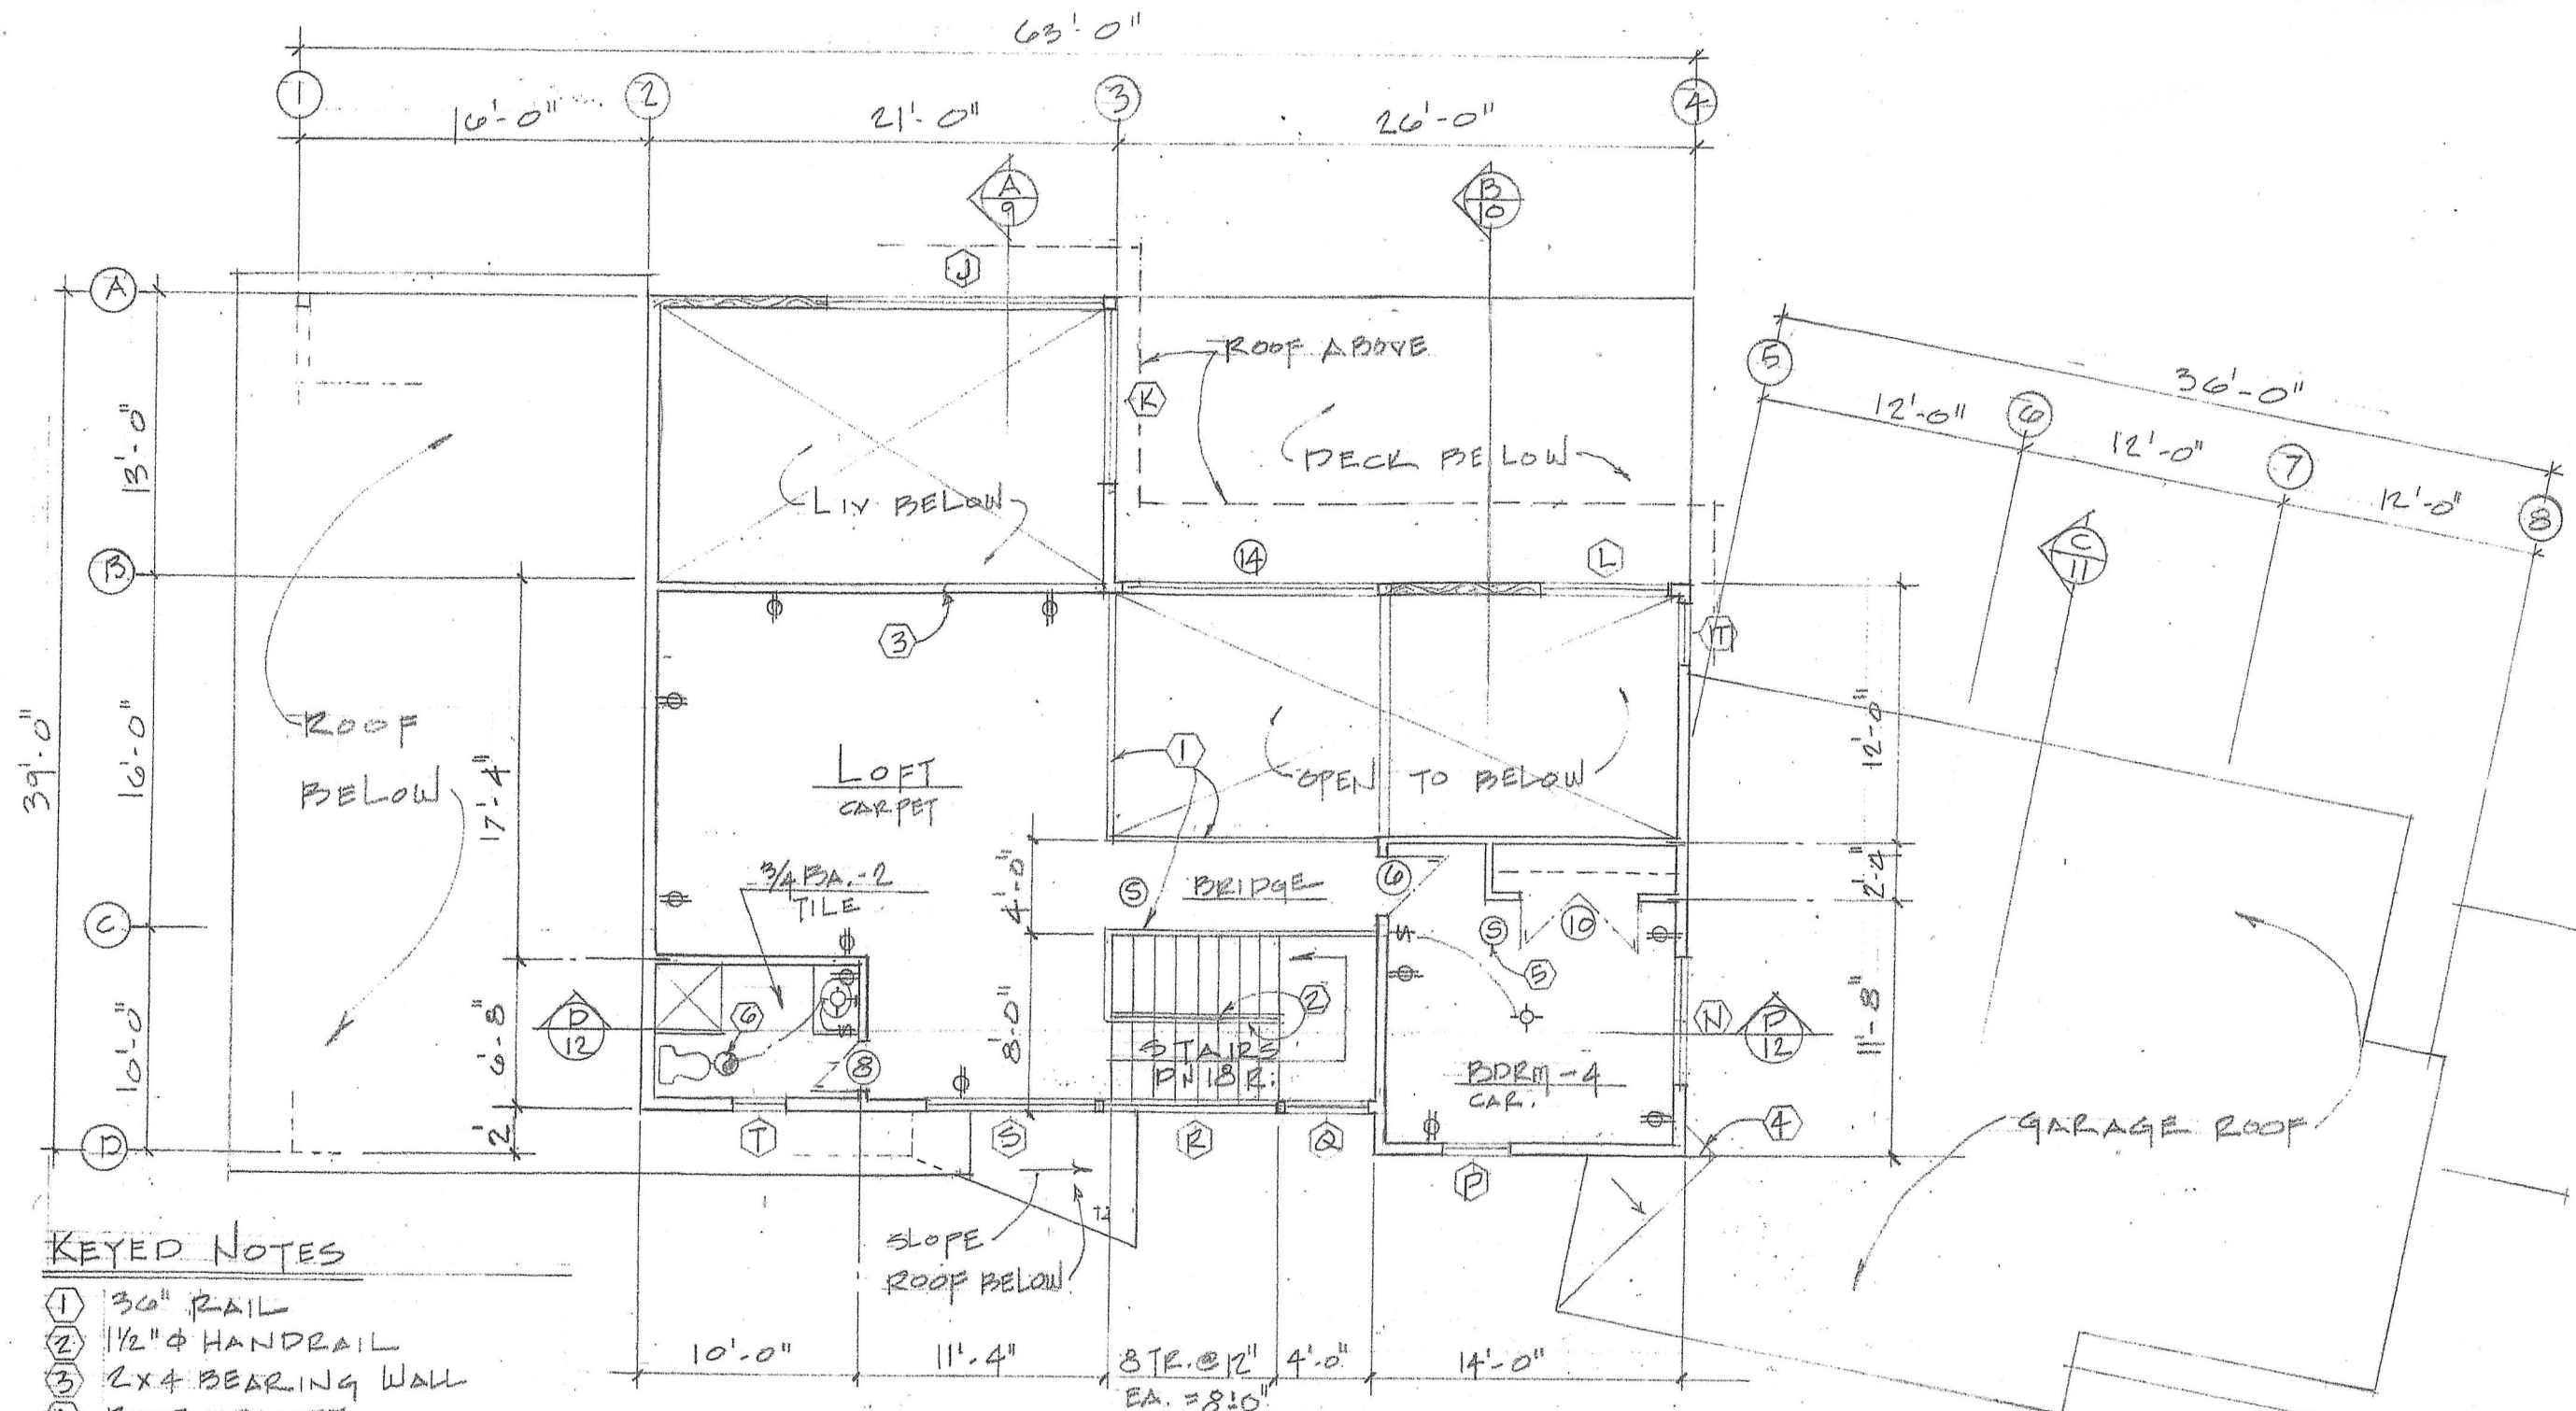 63'-0"
1
2
3
4
16'-0"
21'-0"
26'-0"
A
9
B
10
J
A
ROOF ABOVE
K
5
36'-0"
12'-0"
6
12'-0"
7
12'-0"
8
DECK BELOW
13'-0"
LIV BELOW
14
L
C
11
B
3
T
39'-0"
16'-0"
17'-4"
ROOF
BELOW
LOFT
CARPET
1
OPEN TO BELOW
12'-0"
3/4 BA.-2
TILE
4'-0"
S
BRIDGE
6
2'-4"
C
S
10
5
10'-0"
6'-8"
D
12
6
8
8'-0"
2
STAIRS
DN 18 R.
N
D
12
11'-8"
BDRM-4
CAR.
D
2'
T
S
R
Q
P
4
GARAGE ROOF
SLOPE
ROOF BELOW
KEYED NOTES
1 36" RAIL
2 1 1/2" Φ HANDRAIL
3 2X4 BEARING WALL
10'-0"
11'-4"
8 TR. @ 12"
EA. = 8'-0"
4'-0"
14'-0"